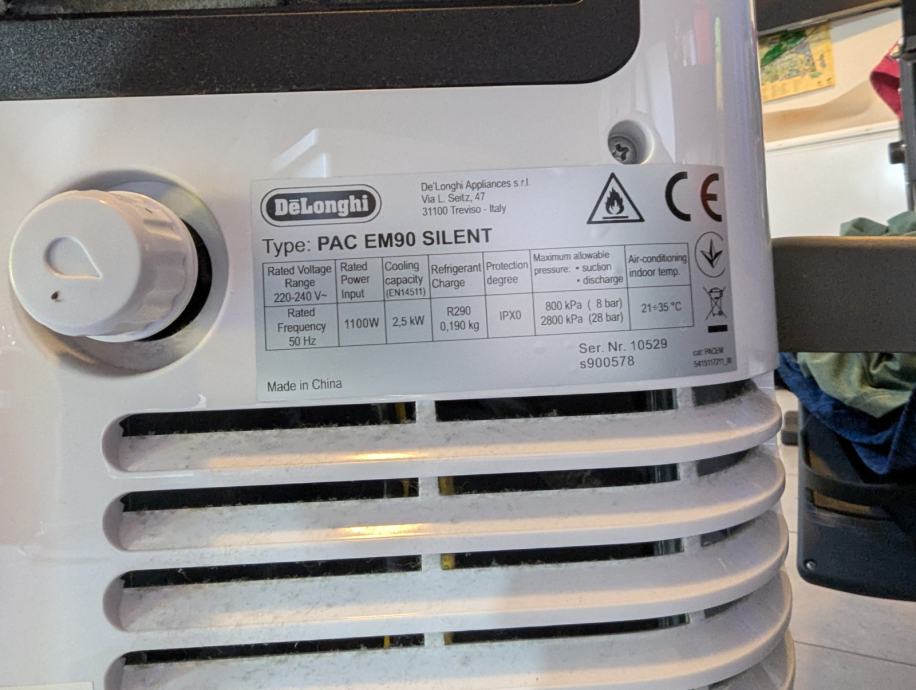 DeLonghi
De'Longhi Appliances s.r.l.
Via L. Seitz, 47
31100 Treviso - Italy
CE
Type: PAC EM90 SILENT
Rated Voltage Range 220-240 V~
Rated Power Input
Cooling capacity (EN14511)
Refrigerant Charge
Protection degree
Maximum allowable pressure: • suction • discharge
Air-conditioning indoor temp.
Rated Frequency 50 Hz
1100W
2,5 kW
R290 0,190 kg
IPX0
800 kPa ( 8 bar)
2800 kPa (28 bar)
21÷35 °C
Ser. Nr. 10529
s900578
cat: PACEM
Made in China